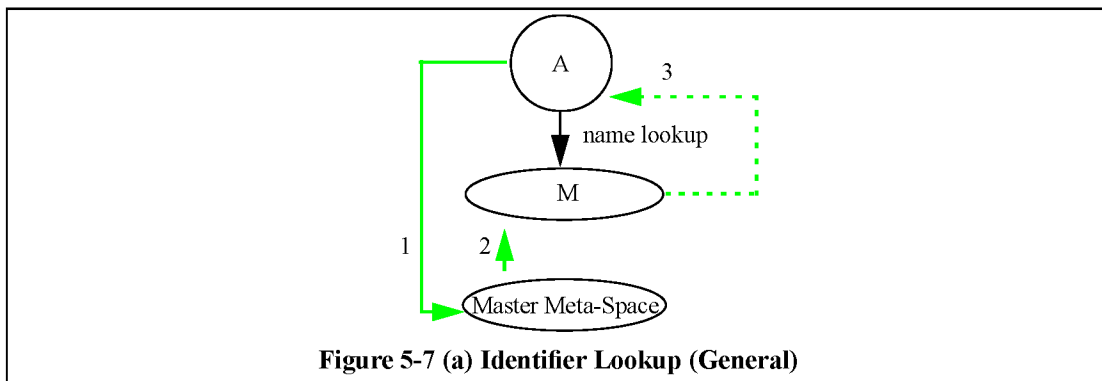 A
3
name lookup
M
1
2
Master Meta-Space
Figure 5-7 (a) Identifier Lookup (General)